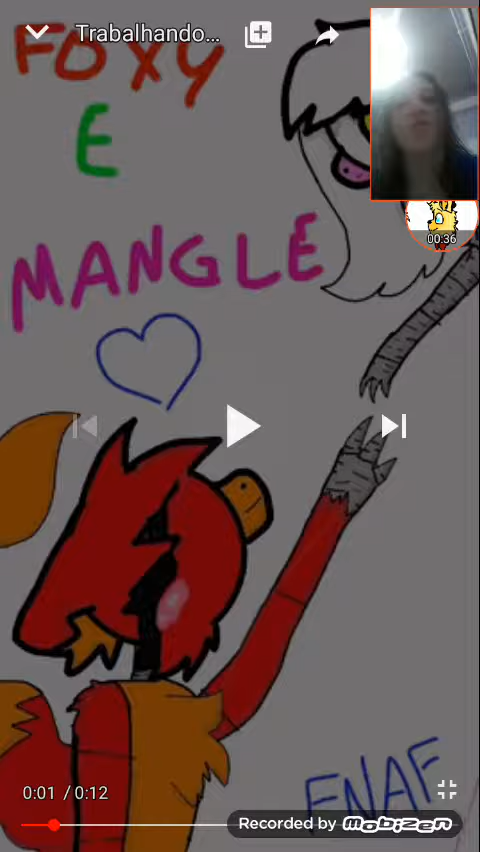 Trabalhando...
FOXY
E
MANGLE
00:36
0:01 / 0:12
FNAF
Recorded by mobizen